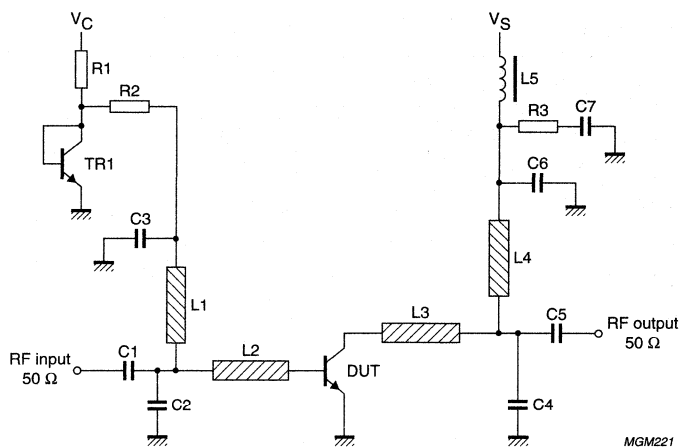 V_C
V_S
R1
L5
R2
R3
C7
TR1
C6
C3
L4
L1
L3
C5
RF output
50 Ω
RF input
50 Ω
C1
L2
DUT
C2
C4
MGM221